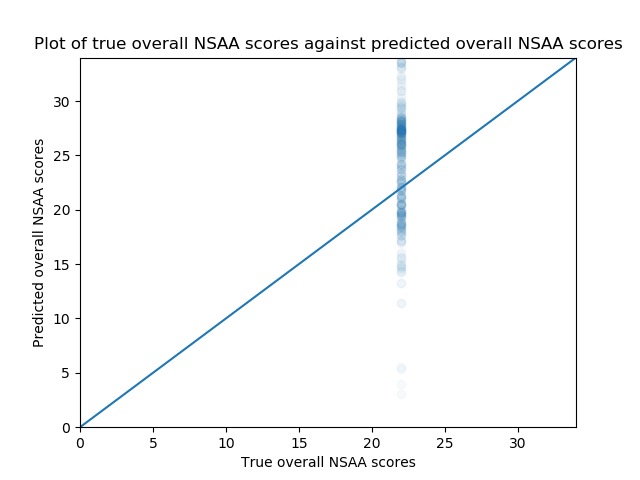 Plot of true overall NSAA scores against predicted overall NSAA scores
30
25
20
15
10
5
0
Predicted overall NSAA scores
0 5 10 15 20 25 30
True overall NSAA scores